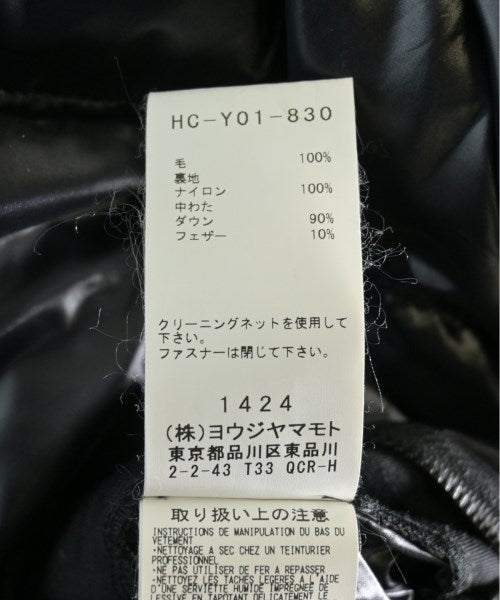 HC-Y01-830
毛 100%
裏地
ナイロン 100%
中わた
ダウン 90%
フェザー 10%
クリーニングネットを使用して
下さい。
ファスナーは閉じて下さい。
1424
(株)ヨウジヤマモト
東京都品川区東品川
2-2-43 T33 QCR-H
取り扱い上の注意
INSTRUCTIONS DE MANIPULATION DU BAS DU
VETEMENT
・NETTOYAGE A SEC CHEZ UN TEINTURIER
PROFESSIONNEL
・NE PAS UTILISER DE FER A REPASSER
・NETTOYEZ LES TACHES LEGERES A L'AIDE
D'UNE SERVIETTE HUMIDE IMPREGNEE DE
LESSIVE EN TAPOTANT DELICATEMENT LE